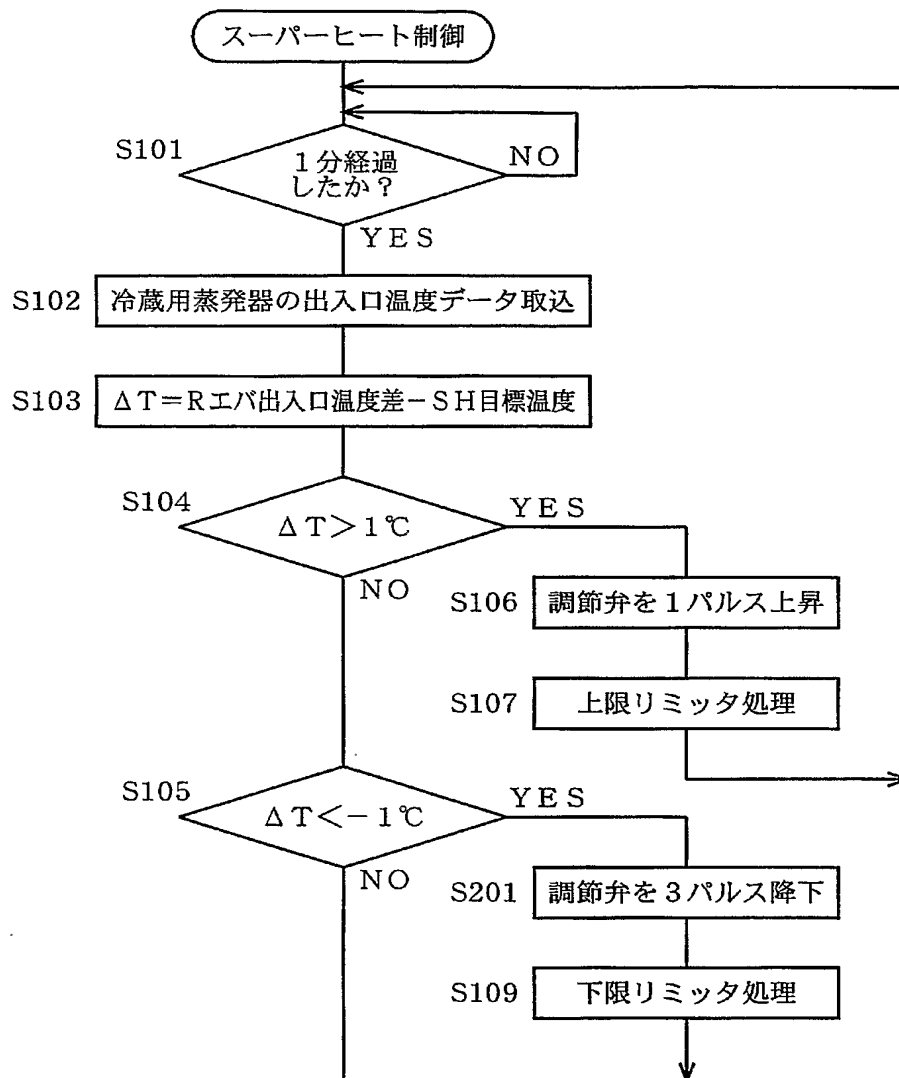 スーパーヒート制御
S101
1分経過
したか？
NO
YES
S102
冷蔵用蒸発器の出入口温度データ取込
S103
ΔT＝Rエバ出入口温度差－SH目標温度
S104
ΔT＞1℃
YES
NO
S106
調節弁を1パルス上昇
S107
上限リミッタ処理
S105
ΔT＜－1℃
YES
NO
S201
調節弁を3パルス降下
S109
下限リミッタ処理